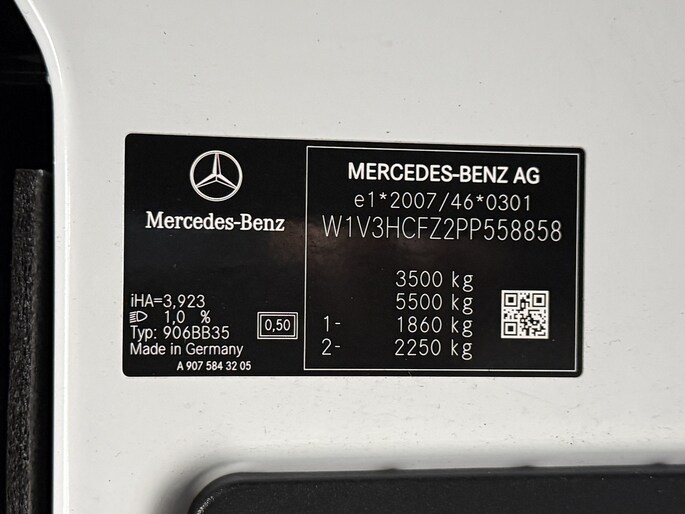 Mercedes-Benz
iHA=3,923
1,0 %
Typ: 906BB35
Made in Germany
A 907 584 32 05
0,50
MERCEDES-BENZ AG
e1*2007/46*0301
W1V3HCFZ2PP558858
3500 kg
5500 kg
1- 1860 kg
2- 2250 kg